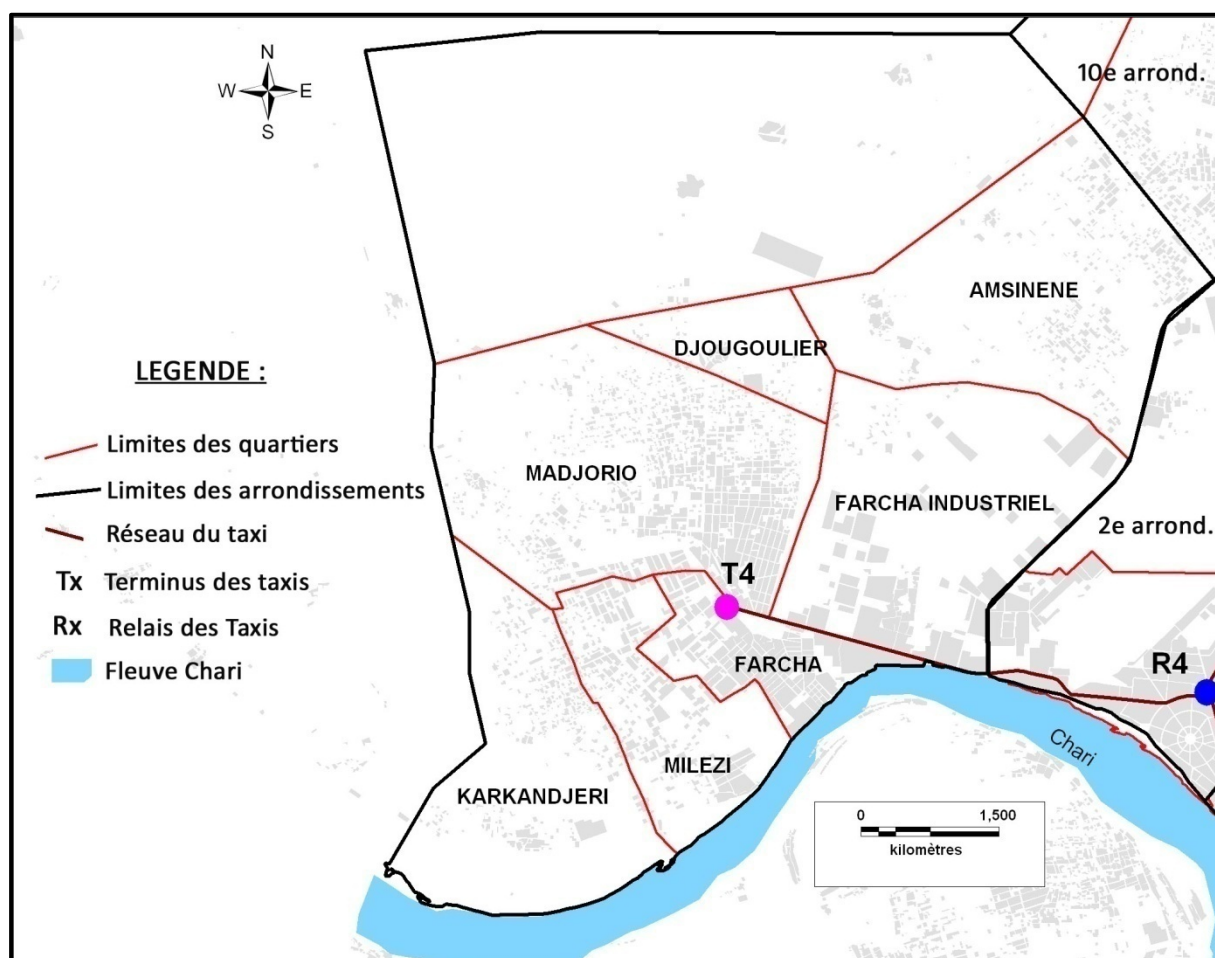 N
W E
S
10e arrond.
AMSINENE
DJOUGOULIER
LEGENDE :
Limites des quartiers
Limites des arrondissements
Réseau du taxi
Tx Terminus des taxis
Rx Relais des Taxis
Fleuve Chari
MADJORIO
FARCHA INDUSTRIEL
2e arrond.
T4
FARCHA
R4
Chari
MILEZI
KARKANDJERI
0 1,500
kilomètres